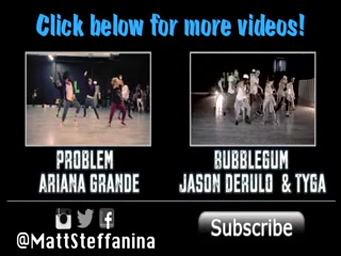 Click below for more videos!
PROBLEM
ARIANA GRANDE
BUBBLEGUM
JASON DERULO & TYGA
@MattSteffanina
Subscribe